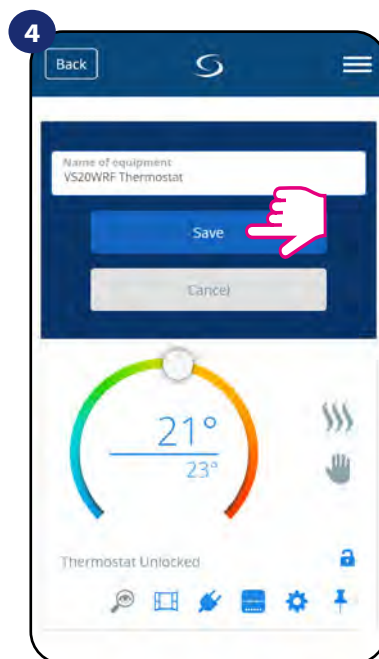 4
Back
Name of equipment
VS20WRF Thermostat
Save
Cancel
21°
23°
Thermostat Unlocked